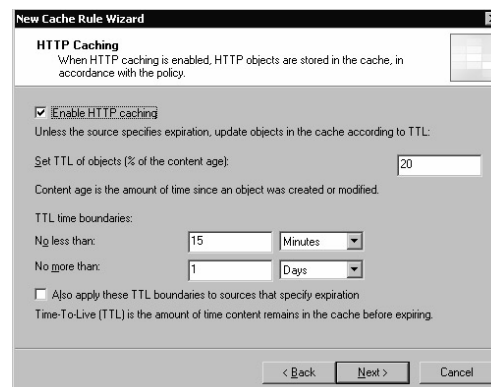 New Cache Rule Wizard
HTTP Caching
When HTTP caching is enabled, HTTP objects are stored in the cache, in
accordance with the policy.
Enable HTTP caching
Unless the source specifies expiration, update objects in the cache according to TTL:
Set TTL of objects (% of the content age):
20
Content age is the amount of time since an object was created or modified.
TTL time boundaries:
No less than:
15
Minutes
No more than:
1
Days
Also apply these TTL boundaries to sources that specify expiration
Time-To-Live (TTL) is the amount of time content remains in the cache before expiring.
< Back
Next >
Cancel